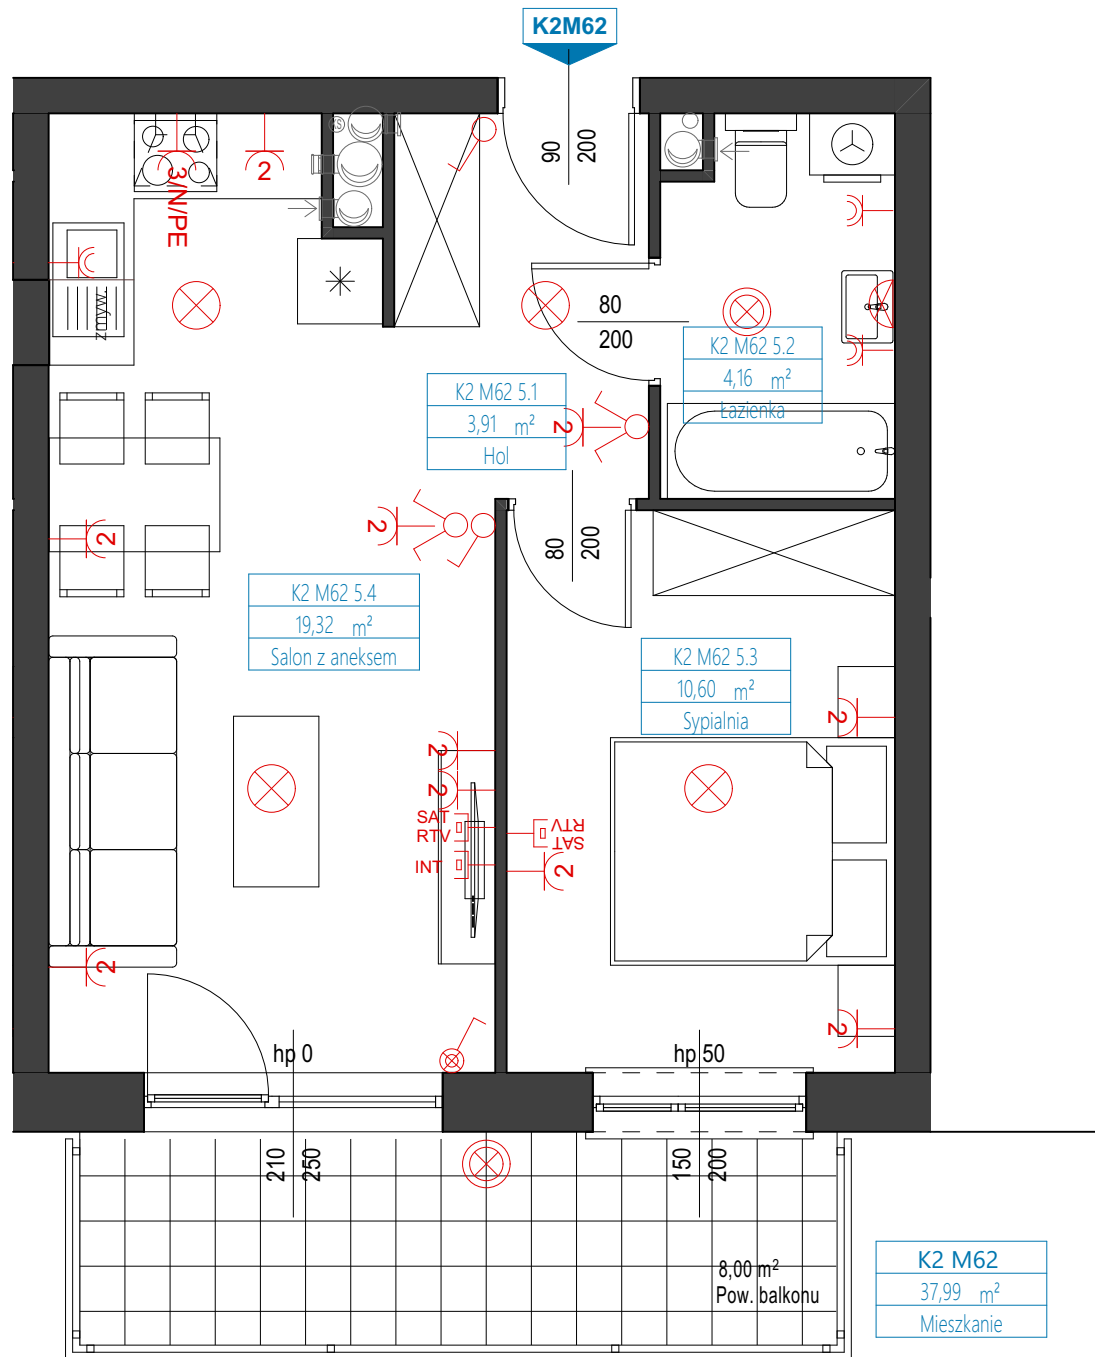 K2M62
90
200
KS
2
3/N/PE
zmyw.
80
200
K2 M62 5.2
4,16 m²
Łazienka
K2 M62 5.1
3,91 m²
Hol
2
2
80
200
2
K2 M62 5.4
19,32 m²
Salon z aneksem
K2 M62 5.3
10,60 m²
Sypialnia
2
2
2
SAT
RTV
INT
SAT
RTV
2
2
2
hp 0
hp 50
210
250
150
200
8,00 m²
Pow. balkonu
K2 M62
37,99 m²
Mieszkanie